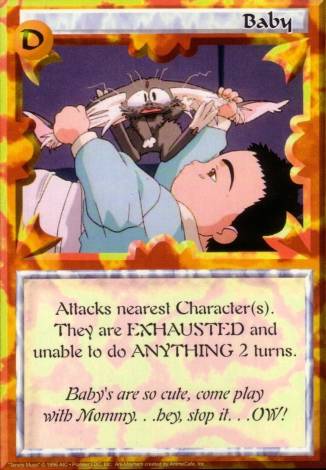 Baby
D
Attacks nearest Character(s).
They are EXHAUSTED and
unable to do ANYTHING 2 turns.
Baby's are so cute, come play
with Mommy. . .hey, stop it. . .OW!